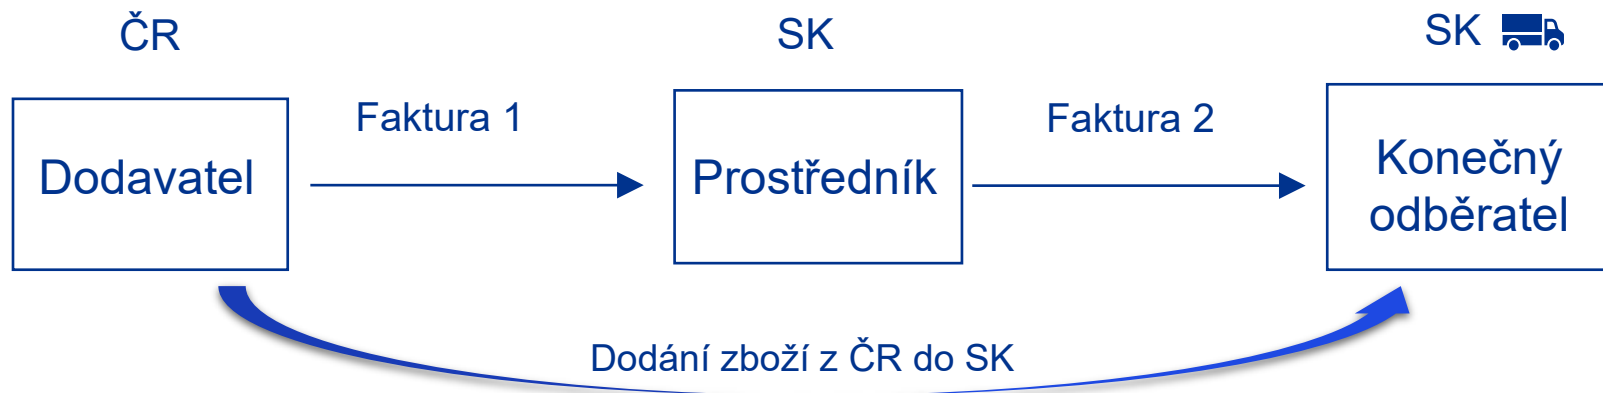 ČR
SK
SK
Faktura 1
Faktura 2
Dodavatel
Prostředník
Konečný
odběratel
Dodání zboží z ČR do SK